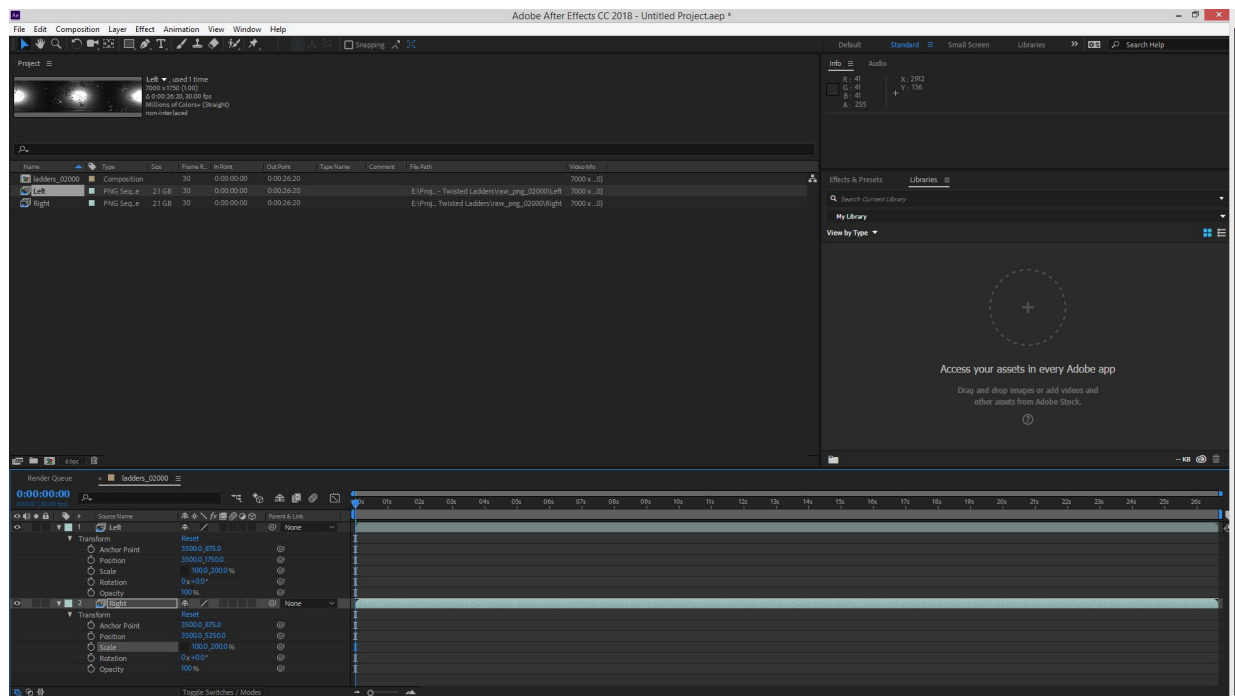 Ae Adobe After Effects CC 2018 - Untitled Project.aep *
File Edit Composition Layer Effect Animation View Window Help
Snapping Default Standard Small Screen Libraries Search Help
Project
Left , used 1 time
7000 x 1750 (1.00)
Δ 0:00:26:20, 30.00 fps
Millions of Colors+ (Straight)
non-interlaced
Info Audio
R : 41 X : 2912
G : 41 Y : 136
B : 41
A : 255
Name Type Size Frame R... In Point Out Point Tape Name Comment File Path Video Info
ladders_02000 Composition 30 0:00:00:00 0:00:26:20 7000 x ...0)
Left PNG Seq...e 2.1 GB 30 0:00:00:00 0:00:26:20 E:\Proj... - Twisted Ladders\raw_png_02000\Left 7000 x ...0)
Right PNG Seq...e 2.1 GB 30 0:00:00:00 0:00:26:20 E:\Proj... Twisted Ladders\raw_png_02000\Right 7000 x ...0)
Effects & Presets Libraries
Search Current Library
My Library
View by Type
Access your assets in every Adobe app
Drag and drop images or add videos and
other assets from Adobe Stock.
8 bpc
-- KB
Render Queue ladders_02000
0:00:00:00
# Source Name Parent & Link
01s 02s 03s 04s 05s 06s 07s 08s 09s 10s 11s 12s 13s 14s 15s 16s 17s 18s 19s 20s 21s 22s 23s 24s 25s 26s
1 Left None
Transform Reset
Anchor Point 3500.0,875.0
Position 3500.0,1750.0
Scale 100.0,200.0 %
Rotation 0x+0.0°
Opacity 100 %
2 Right None
Transform Reset
Anchor Point 3500.0,875.0
Position 3500.0,5250.0
Scale 100.0,200.0 %
Rotation 0x+0.0°
Opacity 100 %
Toggle Switches / Modes